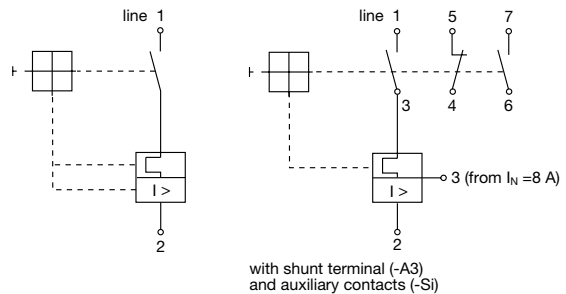 line 1
line 1 5 7
3 4 6
I >
I >
3 (from I_N =8 A)
2
2
with shunt terminal (-A3)
and auxiliary contacts (-Si)